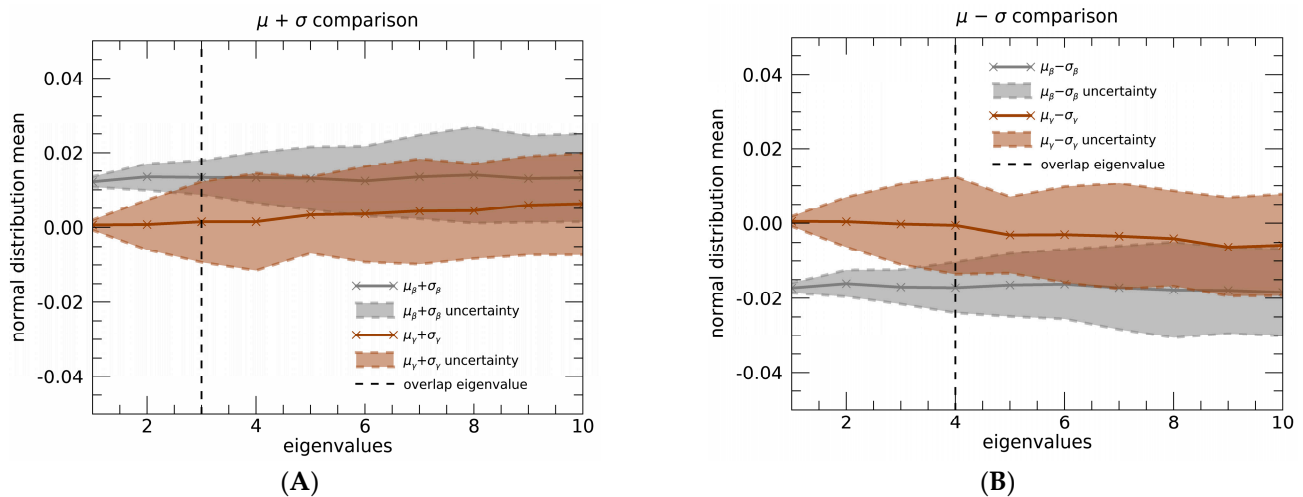 μ + σ comparison
normal distribution mean
0.04
0.02
0.00
-0.02
-0.04
μβ+σβ
μβ+σβ uncertainty
μγ+σγ
μγ+σγ uncertainty
overlap eigenvalue
2 4 6 8 10
eigenvalues
(A)
μ − σ comparison
normal distribution mean
0.04
0.02
0.00
-0.02
-0.04
μβ−σβ
μβ−σβ uncertainty
μγ−σγ
μγ−σγ uncertainty
overlap eigenvalue
2 4 6 8 10
eigenvalues
(B)